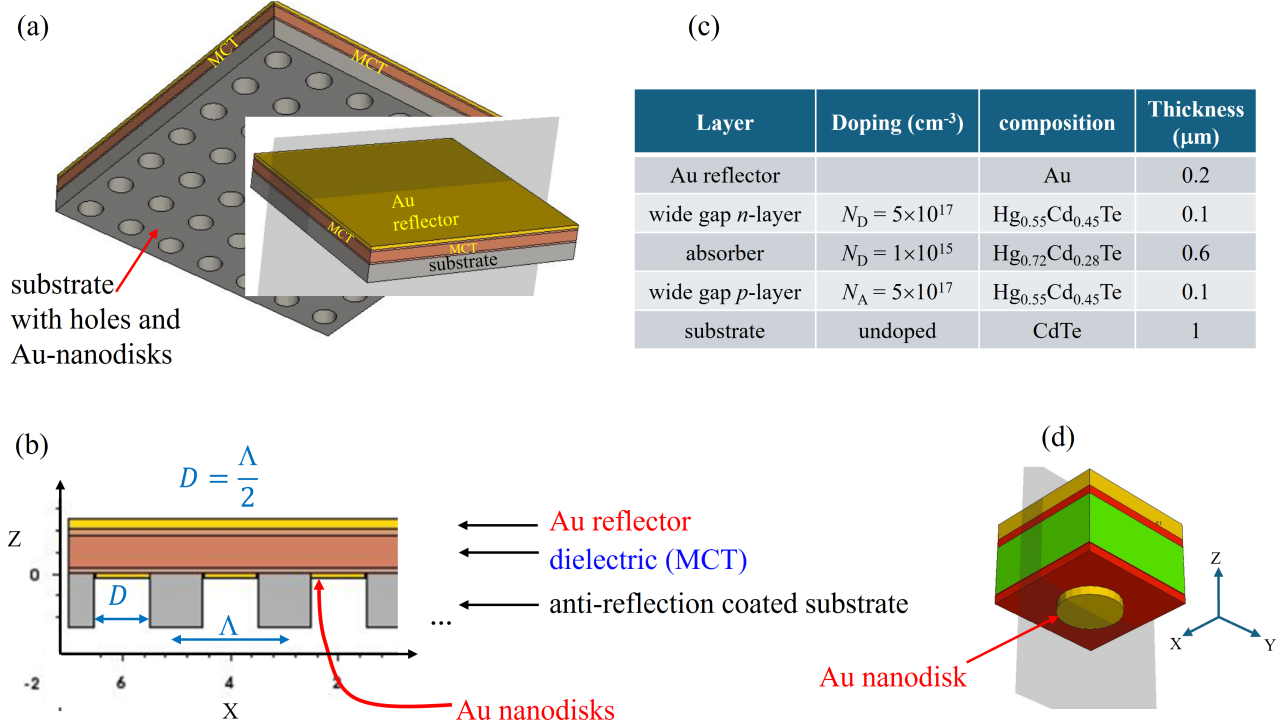 (a)
MCT
MCT
Au
reflector
MCT
MCT
substrate
substrate
with holes and
Au-nanodisks
(c)
Layer Doping (cm⁻³) composition Thickness
(μm)
Au reflector Au 0.2
wide gap n-layer N_D = 5×10¹⁷ Hg₀.₅₅Cd₀.₄₅Te 0.1
absorber N_D = 1×10¹⁵ Hg₀.₇₂Cd₀.₂₈Te 0.6
wide gap p-layer N_A = 5×10¹⁷ Hg₀.₅₅Cd₀.₄₅Te 0.1
substrate undoped CdTe 1
(b)
D = Λ/2
Z
0
Au reflector
dielectric (MCT)
anti-reflection coated substrate
D
Λ
...
-2 6 4 2
X
Au nanodisks
(d)
Au nanodisk
Z
X
Y